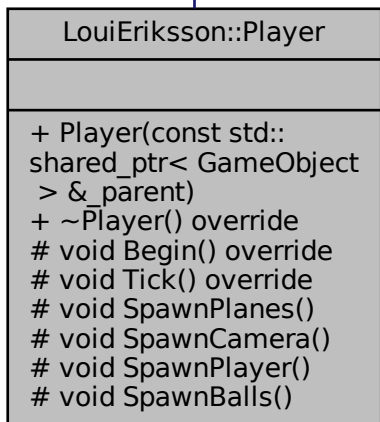 LouiEriksson::Player
+ Player(const std::
shared_ptr< GameObject
 > &_parent)
+ ~Player() override
# void Begin() override
# void Tick() override
# void SpawnPlanes()
# void SpawnCamera()
# void SpawnPlayer()
# void SpawnBalls()